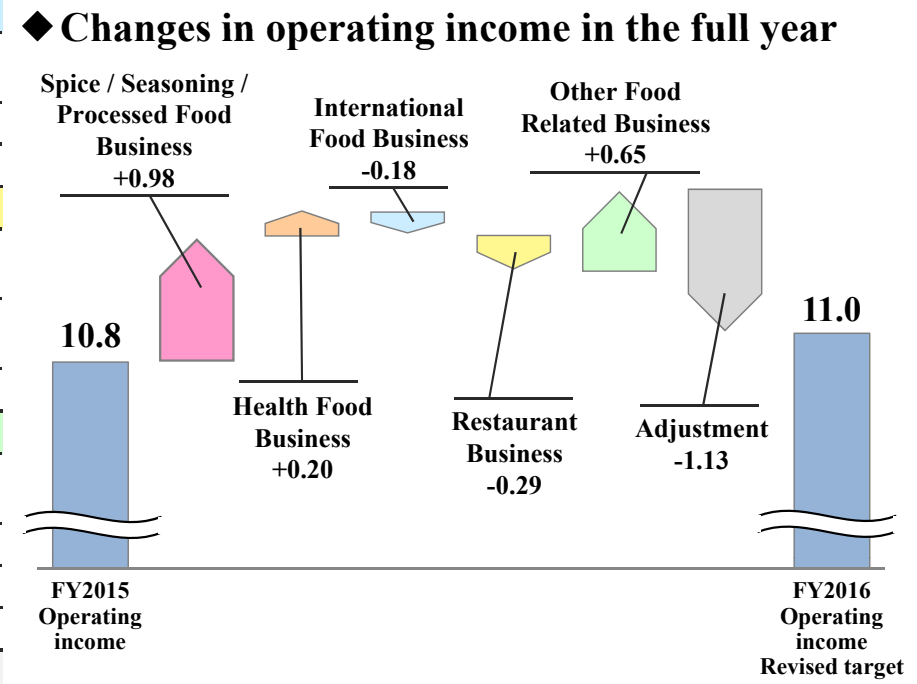 ◆Changes in operating income in the full year
Spice / Seasoning /
Processed Food
Business
+0.98
International
Food Business
-0.18
Other Food
Related Business
+0.65
10.8
11.0
Health Food
Business
+0.20
Restaurant
Business
-0.29
Adjustment
-1.13
FY2015
Operating
income
FY2016
Operating
income
Revised target